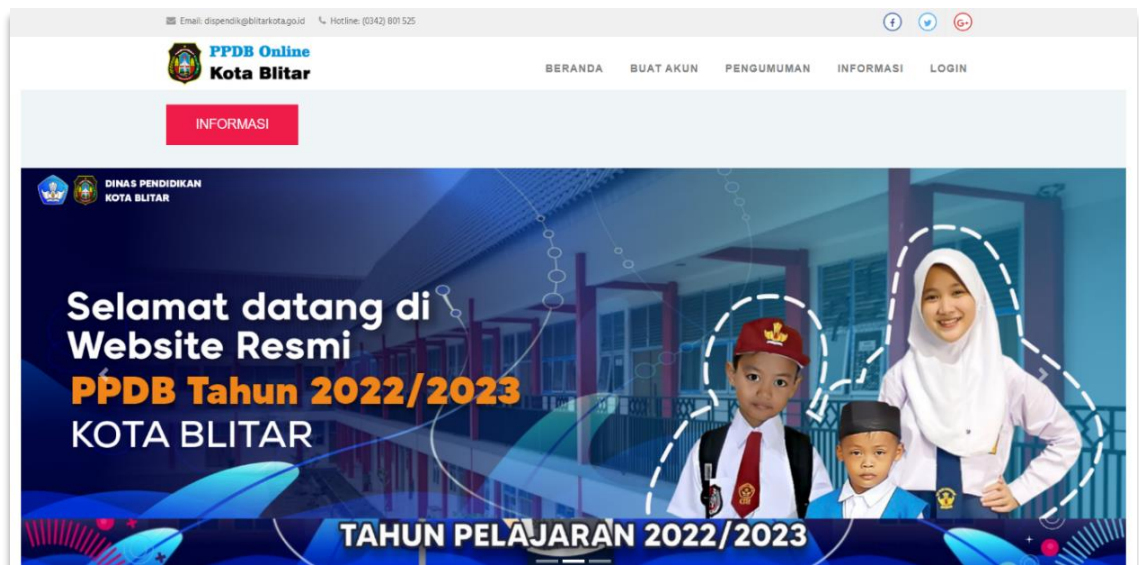 Email: dispendik@blitarkota.go.id Hotline: (0342) 801 525
PPDB Online
Kota Blitar
BERANDA BUAT AKUN PENGUMUMAN INFORMASI LOGIN
INFORMASI
DINAS PENDIDIKAN
KOTA BLITAR
Selamat datang di
Website Resmi
PPDB Tahun 2022/2023
KOTA BLITAR
TAHUN PELAJARAN 2022/2023